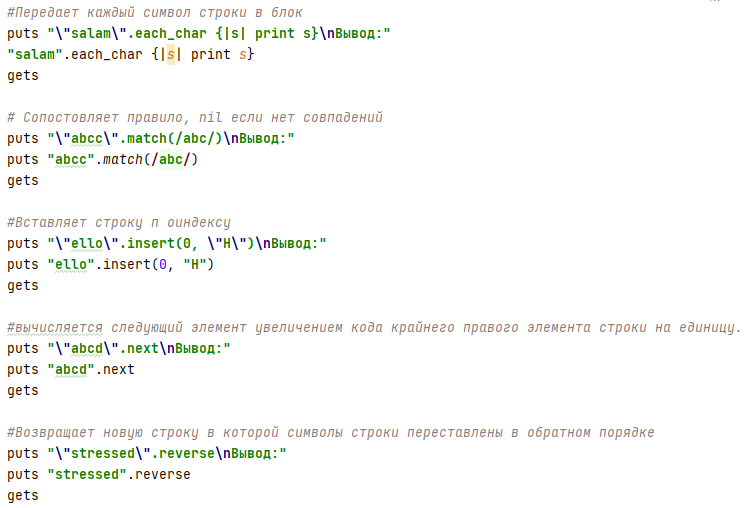 #Передает каждый символ строки в блок
puts "\"salam\".each_char {|s| print s}\nВывод:"
"salam".each_char {|s| print s}
gets
# Сопостовляет правило, nil если нет совпадений
puts "\"abcc\".match(/abc/)\nВывод:"
puts "abcc".match(/abc/)
gets
#Вставляет строку п оиндексу
puts "\"ello\".insert(0, \"H\")\nВывод:"
puts "ello".insert(0, "H")
gets
#вычисляется следующий элемент увеличением кода крайнего правого элемента строки на единицу.
puts "\"abcd\".next\nВывод:"
puts "abcd".next
gets
#Возвращает новую строку в которой символы строки переставлены в обратном порядке
puts "\"stressed\".reverse\nВывод:"
puts "stressed".reverse
gets